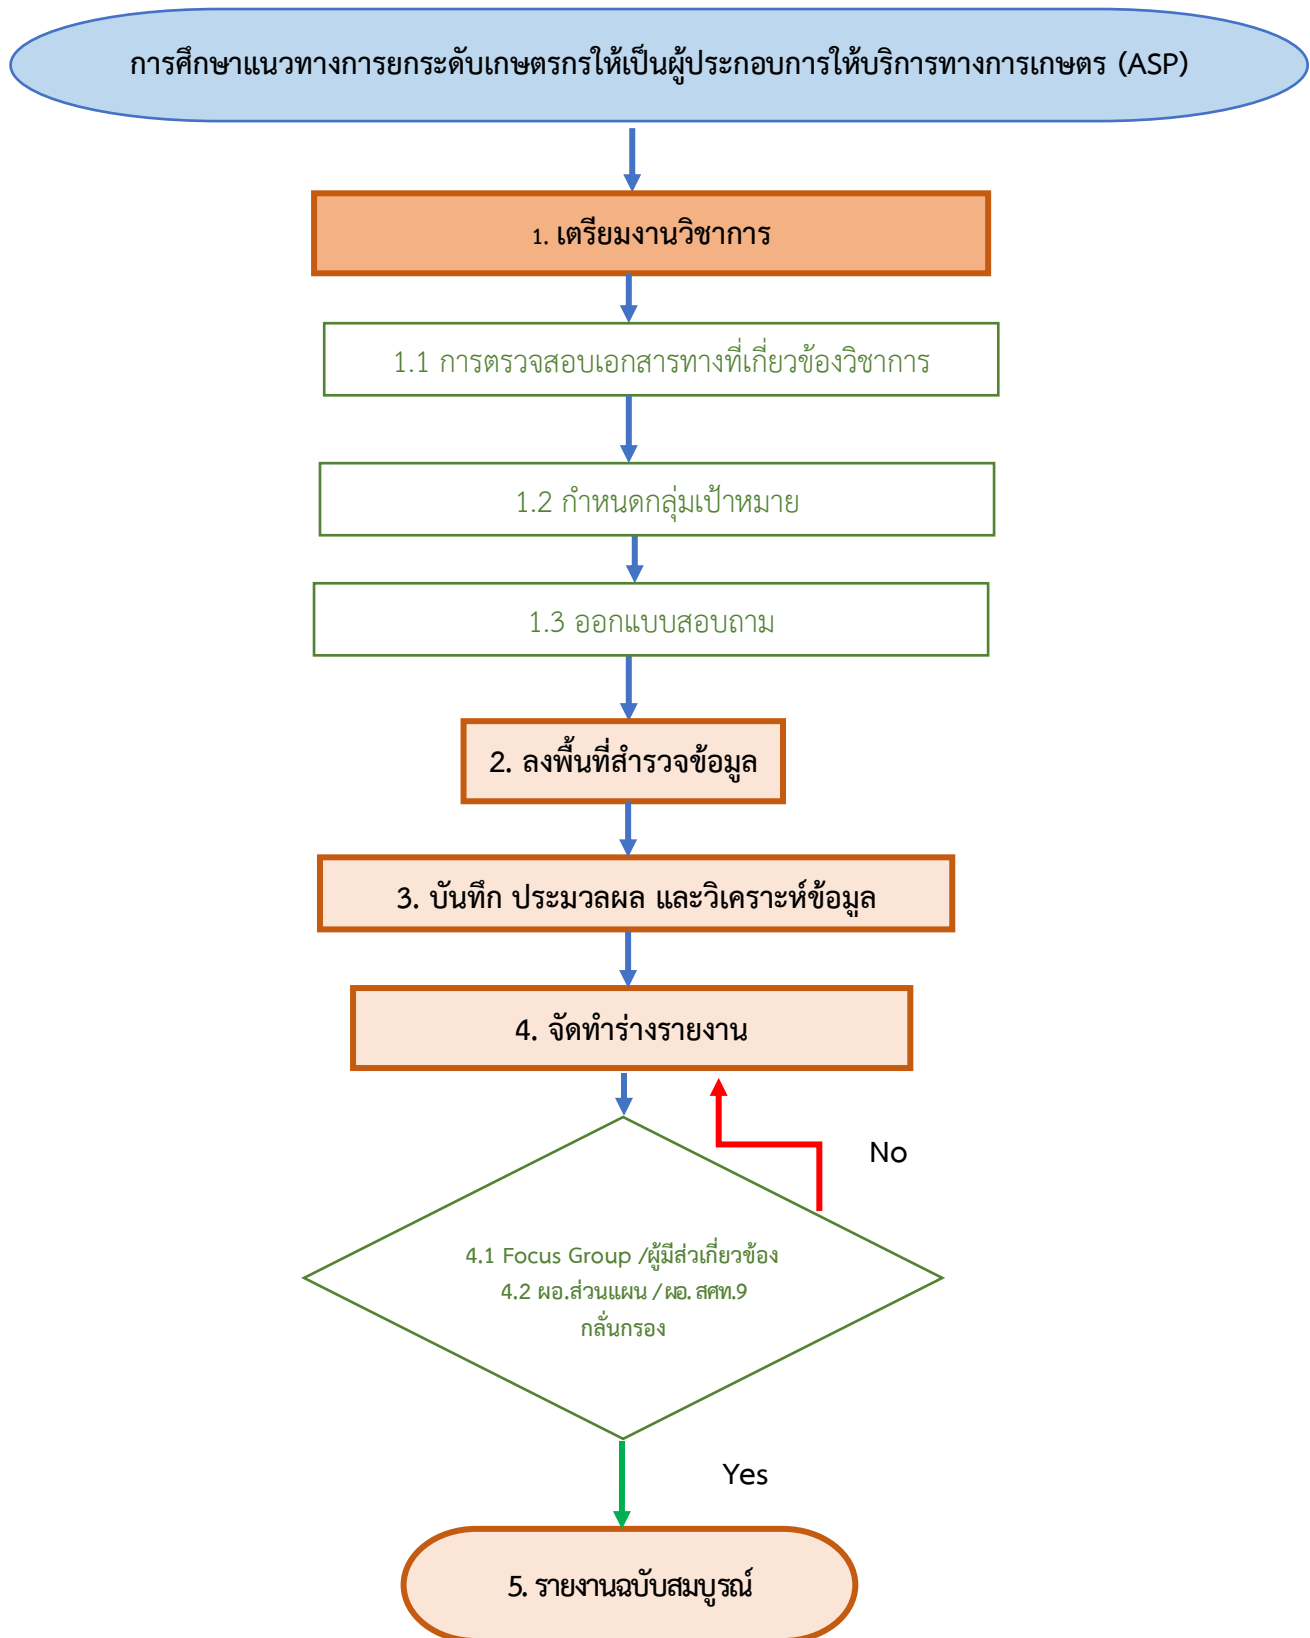 การศึกษาแนวทางการยกระดับเกษตรกรให้เป็นผู้ประกอบการให้บริการทางการเกษตร (ASP)
1. เตรียมงานวิชาการ
1.1 การตรวจสอบเอกสารทางที่เกี่ยวข้องวิชาการ
1.2 กำหนดกลุ่มเป้าหมาย
1.3 ออกแบบสอบถาม
2. ลงพื้นที่สำรวจข้อมูล
3. บันทึก ประมวลผล และวิเคราะห์ข้อมูล
4. จัดทำร่างรายงาน
No
4.1 Focus Group /ผู้มีส่วเกี่ยวข้อง
4.2 ผอ.ส่วนแผน / ผอ. สศท.9
กลั่นกรอง
Yes
5. รายงานฉบับสมบูรณ์